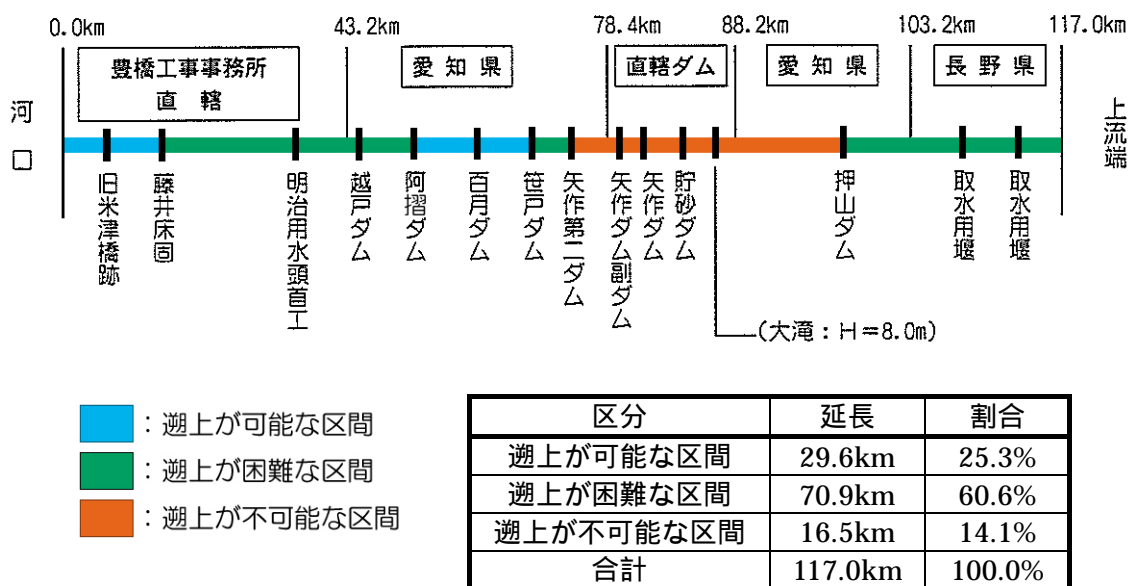 0.0km
43.2km
78.4km
88.2km
103.2km
117.0km
豊橋工事事務所
直轄
愛知県
直轄ダム
愛知県
長野県
河口
上流端
旧米津橋跡
藤井床固
明治用水頭首工
越戸ダム
阿摺ダム
百月ダム
笹戸ダム
矢作第二ダム
矢作ダム副ダム
矢作ダム
貯砂ダム
押山ダム
取水用堰
取水用堰
(大滝:H=8.0m)
:遡上が可能な区間
:遡上が困難な区間
:遡上が不可能な区間
区分 延長 割合
遡上が可能な区間 29.6km 25.3%
遡上が困難な区間 70.9km 60.6%
遡上が不可能な区間 16.5km 14.1%
合計 117.0km 100.0%